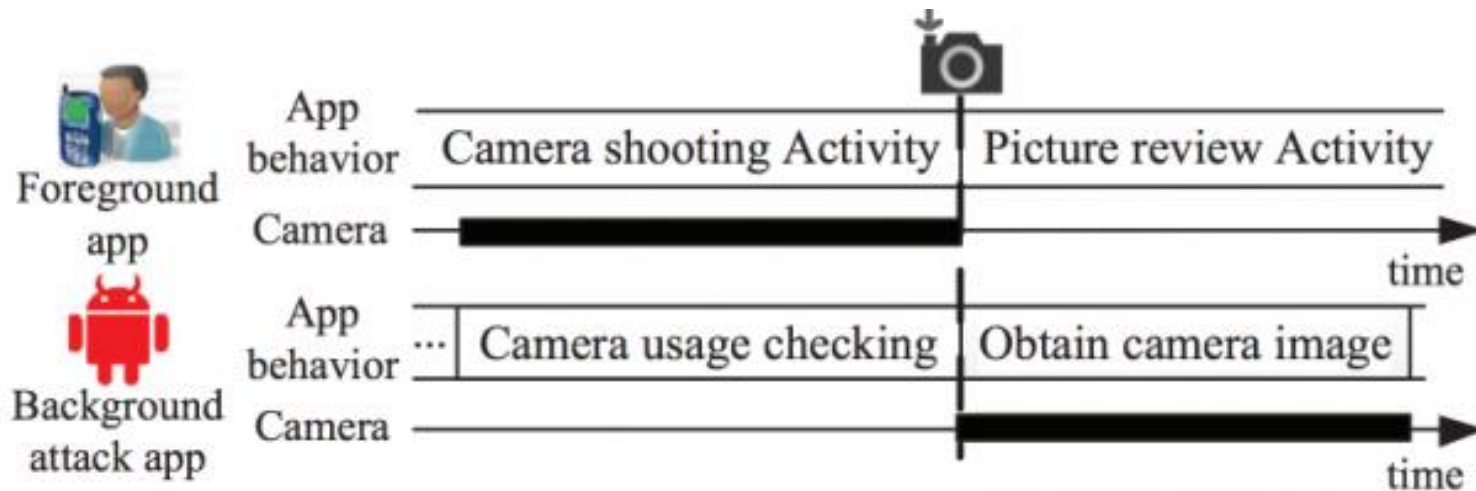 App
behavior
Camera shooting Activity
Picture review Activity
Foreground
app
Camera
time
App
behavior
...
Camera usage checking
Obtain camera image
Background
attack app
Camera
time